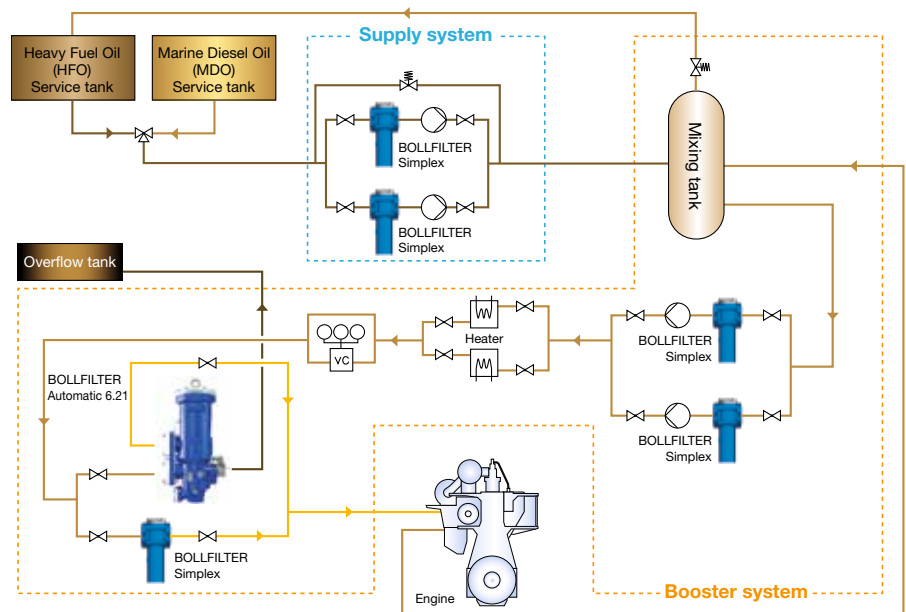 Heavy Fuel Oil
(HFO)
Service tank
Marine Diesel Oil
(MDO)
Service tank
Supply system
BOLLFILTER
Simplex
BOLLFILTER
Simplex
Mixing tank
Overflow tank
Heater
VC
BOLLFILTER
Simplex
BOLLFILTER
Automatic 6.21
BOLLFILTER
Simplex
BOLLFILTER
Simplex
Engine
Booster system